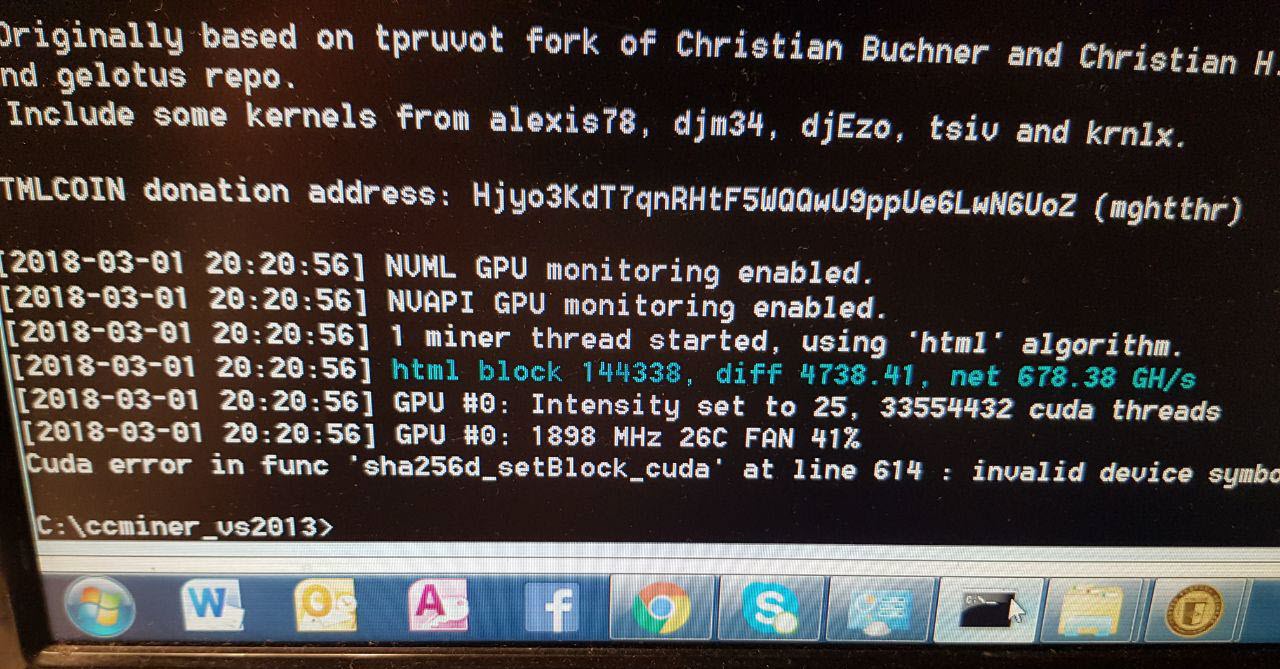 Originally based on tpruvot fork of Christian Buchner and Christian H.
nd gelotus repo.
Include some kernels from alexis78, djm34, djEzo, tsiv and krnlx.
TMLCOIN donation address: Hjyo3KdT7qnRHtF5WQQwU9ppUe6LwN6UoZ (mghtthr)
[2018-03-01 20:20:56] NVML GPU monitoring enabled.
[2018-03-01 20:20:56] NVAPI GPU monitoring enabled.
[2018-03-01 20:20:56] 1 miner thread started, using 'html' algorithm.
[2018-03-01 20:20:56] html block 144338, diff 4738.41, net 678.38 GH/s
[2018-03-01 20:20:56] GPU #0: Intensity set to 25, 33554432 cuda threads
[2018-03-01 20:20:56] GPU #0: 1898 MHz 26C FAN 41%
Cuda error in func 'sha256d_setBlock_cuda' at line 614 : invalid device symbo
C:\ccminer_vs2013>